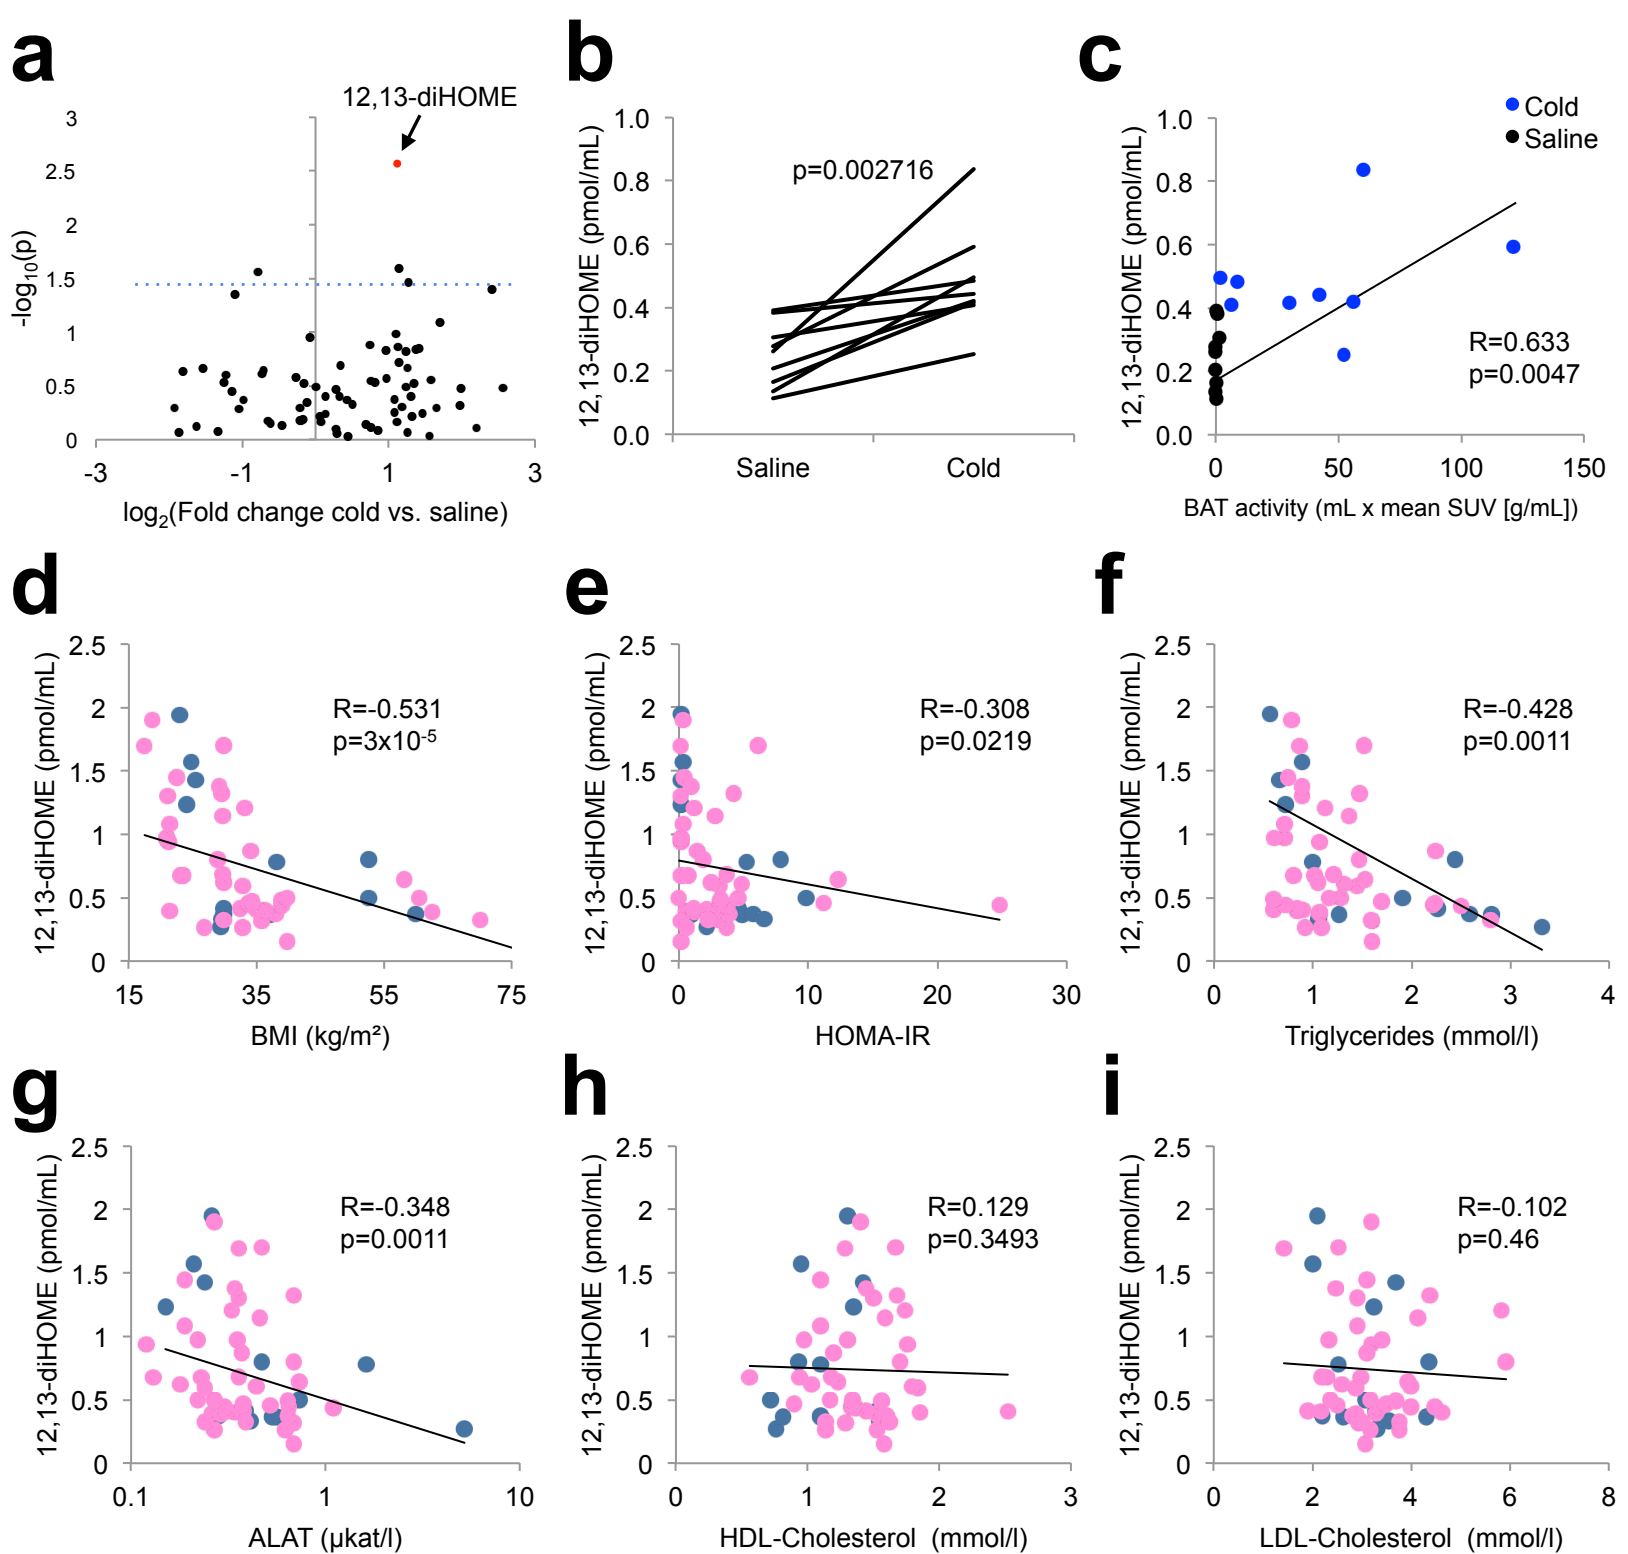 a
12,13-diHOME
3
2.5
2
1.5
1
0.5
0
-log10(p)
-3
-1
1
3
log2(Fold change cold vs. saline)
b
12,13-diHOME (pmol/mL)
1.0
0.8
0.6
0.4
0.2
0.0
p=0.002716
Saline
Cold
c
Cold
Saline
12,13-diHOME (pmol/mL)
1.0
0.8
0.6
0.4
0.2
0.0
R=0.633
p=0.0047
0
50
100
150
BAT activity (mL x mean SUV [g/mL])
d
12,13-diHOME (pmol/mL)
2.5
2
1.5
1
0.5
0
R=-0.531
p=3x10-5
15
35
55
75
BMI (kg/m²)
e
12,13-diHOME (pmol/mL)
2.5
2
1.5
1
0.5
0
R=-0.308
p=0.0219
0
10
20
30
HOMA-IR
f
12,13-diHOME (pmol/mL)
2.5
2
1.5
1
0.5
0
R=-0.428
p=0.0011
0
1
2
3
4
Triglycerides (mmol/l)
g
12,13-diHOME (pmol/mL)
2.5
2
1.5
1
0.5
0
R=-0.348
p=0.0011
0.1
1
10
ALAT (µkat/l)
h
12,13-diHOME (pmol/mL)
2.5
2
1.5
1
0.5
0
R=0.129
p=0.3493
0
1
2
3
HDL-Cholesterol (mmol/l)
i
12,13-diHOME (pmol/mL)
2.5
2
1.5
1
0.5
0
R=-0.102
p=0.46
0
2
4
6
8
LDL-Cholesterol (mmol/l)